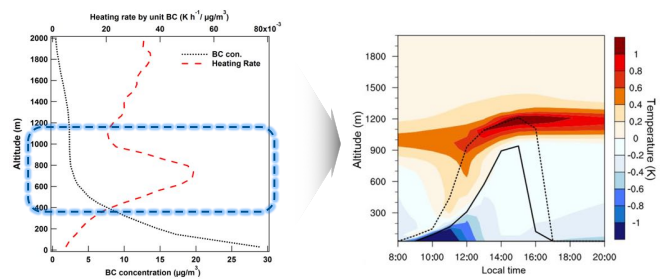 Heating rate by unit BC (K h⁻¹/ µg/m³)
0 20 40 60 80x10⁻³
2000
1800
1600
1400
1200
1000
800
600
400
200
0
Altitude (m)
BC con.
Heating Rate
0 5 10 15 20 25 30
BC concentration (µg/m³)
1800
1500
1200
900
600
300
Altitude (m)
8:00 10:00 12:00 14:00 16:00 18:00 20:00
Local time
1
0.8
0.6
0.4
0.2
0
-0.2
-0.4
-0.6
-0.8
-1
Temperature (K)